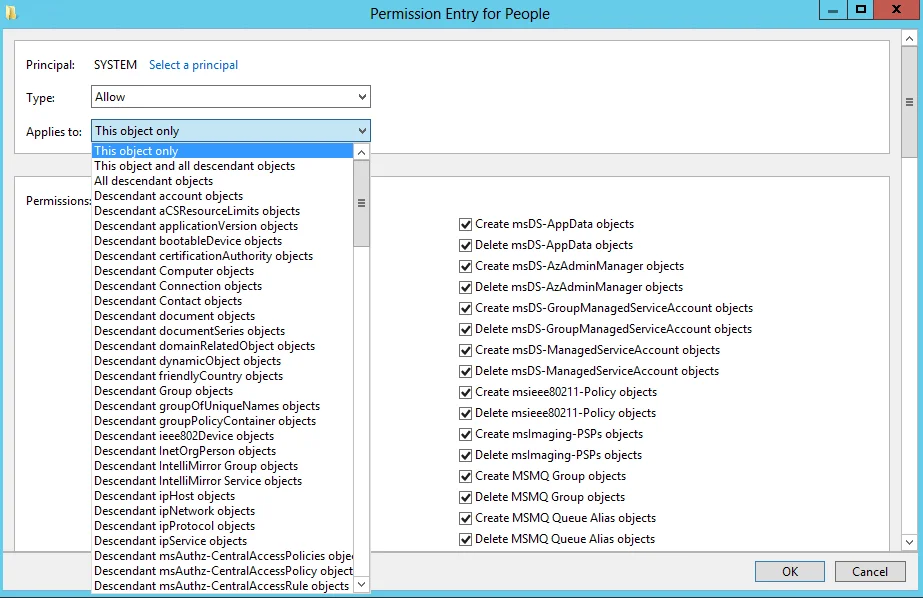 Permission Entry for People
Principal: SYSTEM Select a principal
Type: Allow
Applies to: This object only
This object only
This object and all descendant objects
All descendant objects
Descendant account objects
Descendant aCSResourceLimits objects
Descendant applicationVersion objects
Descendant bootableDevice objects
Descendant certificationAuthority objects
Descendant Computer objects
Descendant Connection objects
Descendant Contact objects
Descendant document objects
Descendant documentSeries objects
Descendant domainRelatedObject objects
Descendant dynamicObject objects
Descendant friendlyCountry objects
Descendant Group objects
Descendant groupOfUniqueNames objects
Descendant groupPolicyContainer objects
Descendant ieee802Device objects
Descendant InetOrgPerson objects
Descendant IntelliMirror Group objects
Descendant IntelliMirror Service objects
Descendant ipHost objects
Descendant ipNetwork objects
Descendant ipProtocol objects
Descendant ipService objects
Descendant msAuthz-CentralAccessPolicies obje
Descendant msAuthz-CentralAccessPolicy object
Descendant msAuthz-CentralAccessRule objects
Permissions:
Create msDS-AppData objects
Delete msDS-AppData objects
Create msDS-AzAdminManager objects
Delete msDS-AzAdminManager objects
Create msDS-GroupManagedServiceAccount objects
Delete msDS-GroupManagedServiceAccount objects
Create msDS-ManagedServiceAccount objects
Delete msDS-ManagedServiceAccount objects
Create msieee80211-Policy objects
Delete msieee80211-Policy objects
Create msImaging-PSPs objects
Delete msImaging-PSPs objects
Create MSMQ Group objects
Delete MSMQ Group objects
Create MSMQ Queue Alias objects
Delete MSMQ Queue Alias objects
OK Cancel